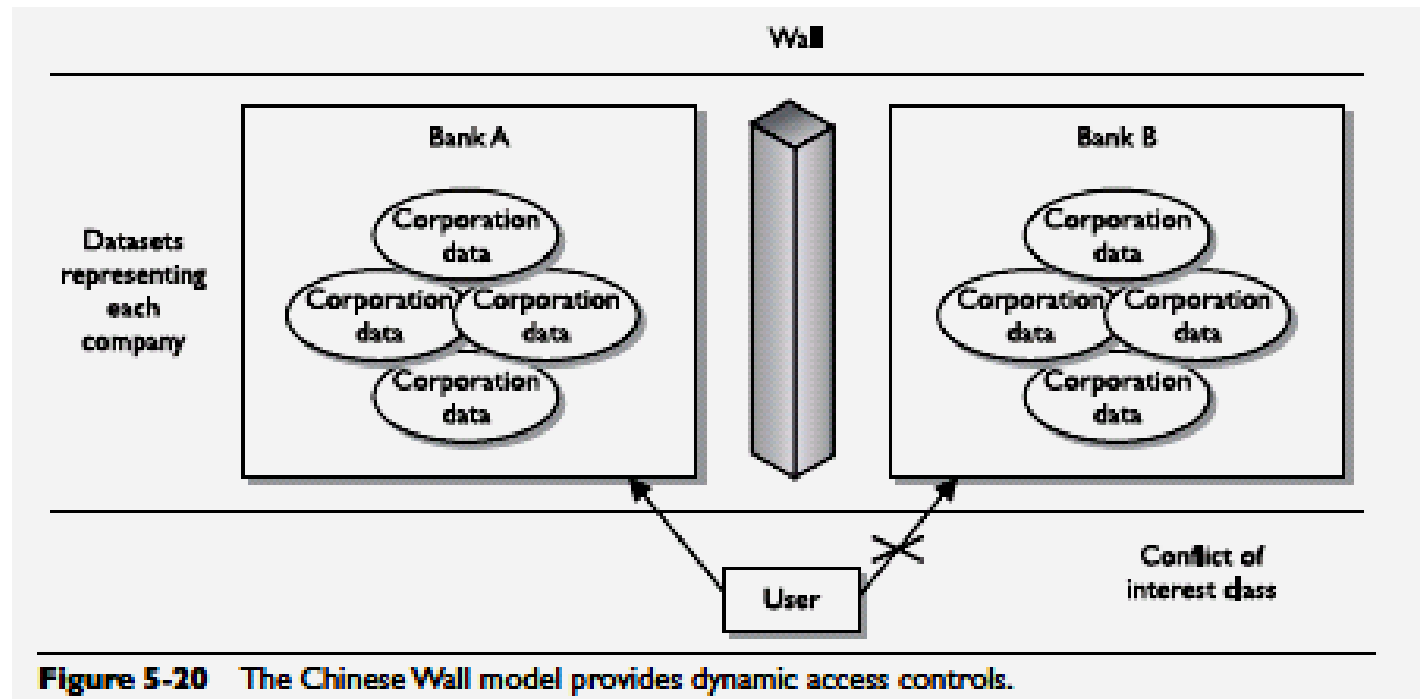 Wall
Bank A
Bank B
Datasets
representing
each
company
Corporation
data
Corporation
data
Corporation
data
Corporation
data
Corporation
data
Corporation
data
Corporation
data
Corporation
data
User
Conflict of
interest class
Figure 5-20 The Chinese Wall model provides dynamic access controls.